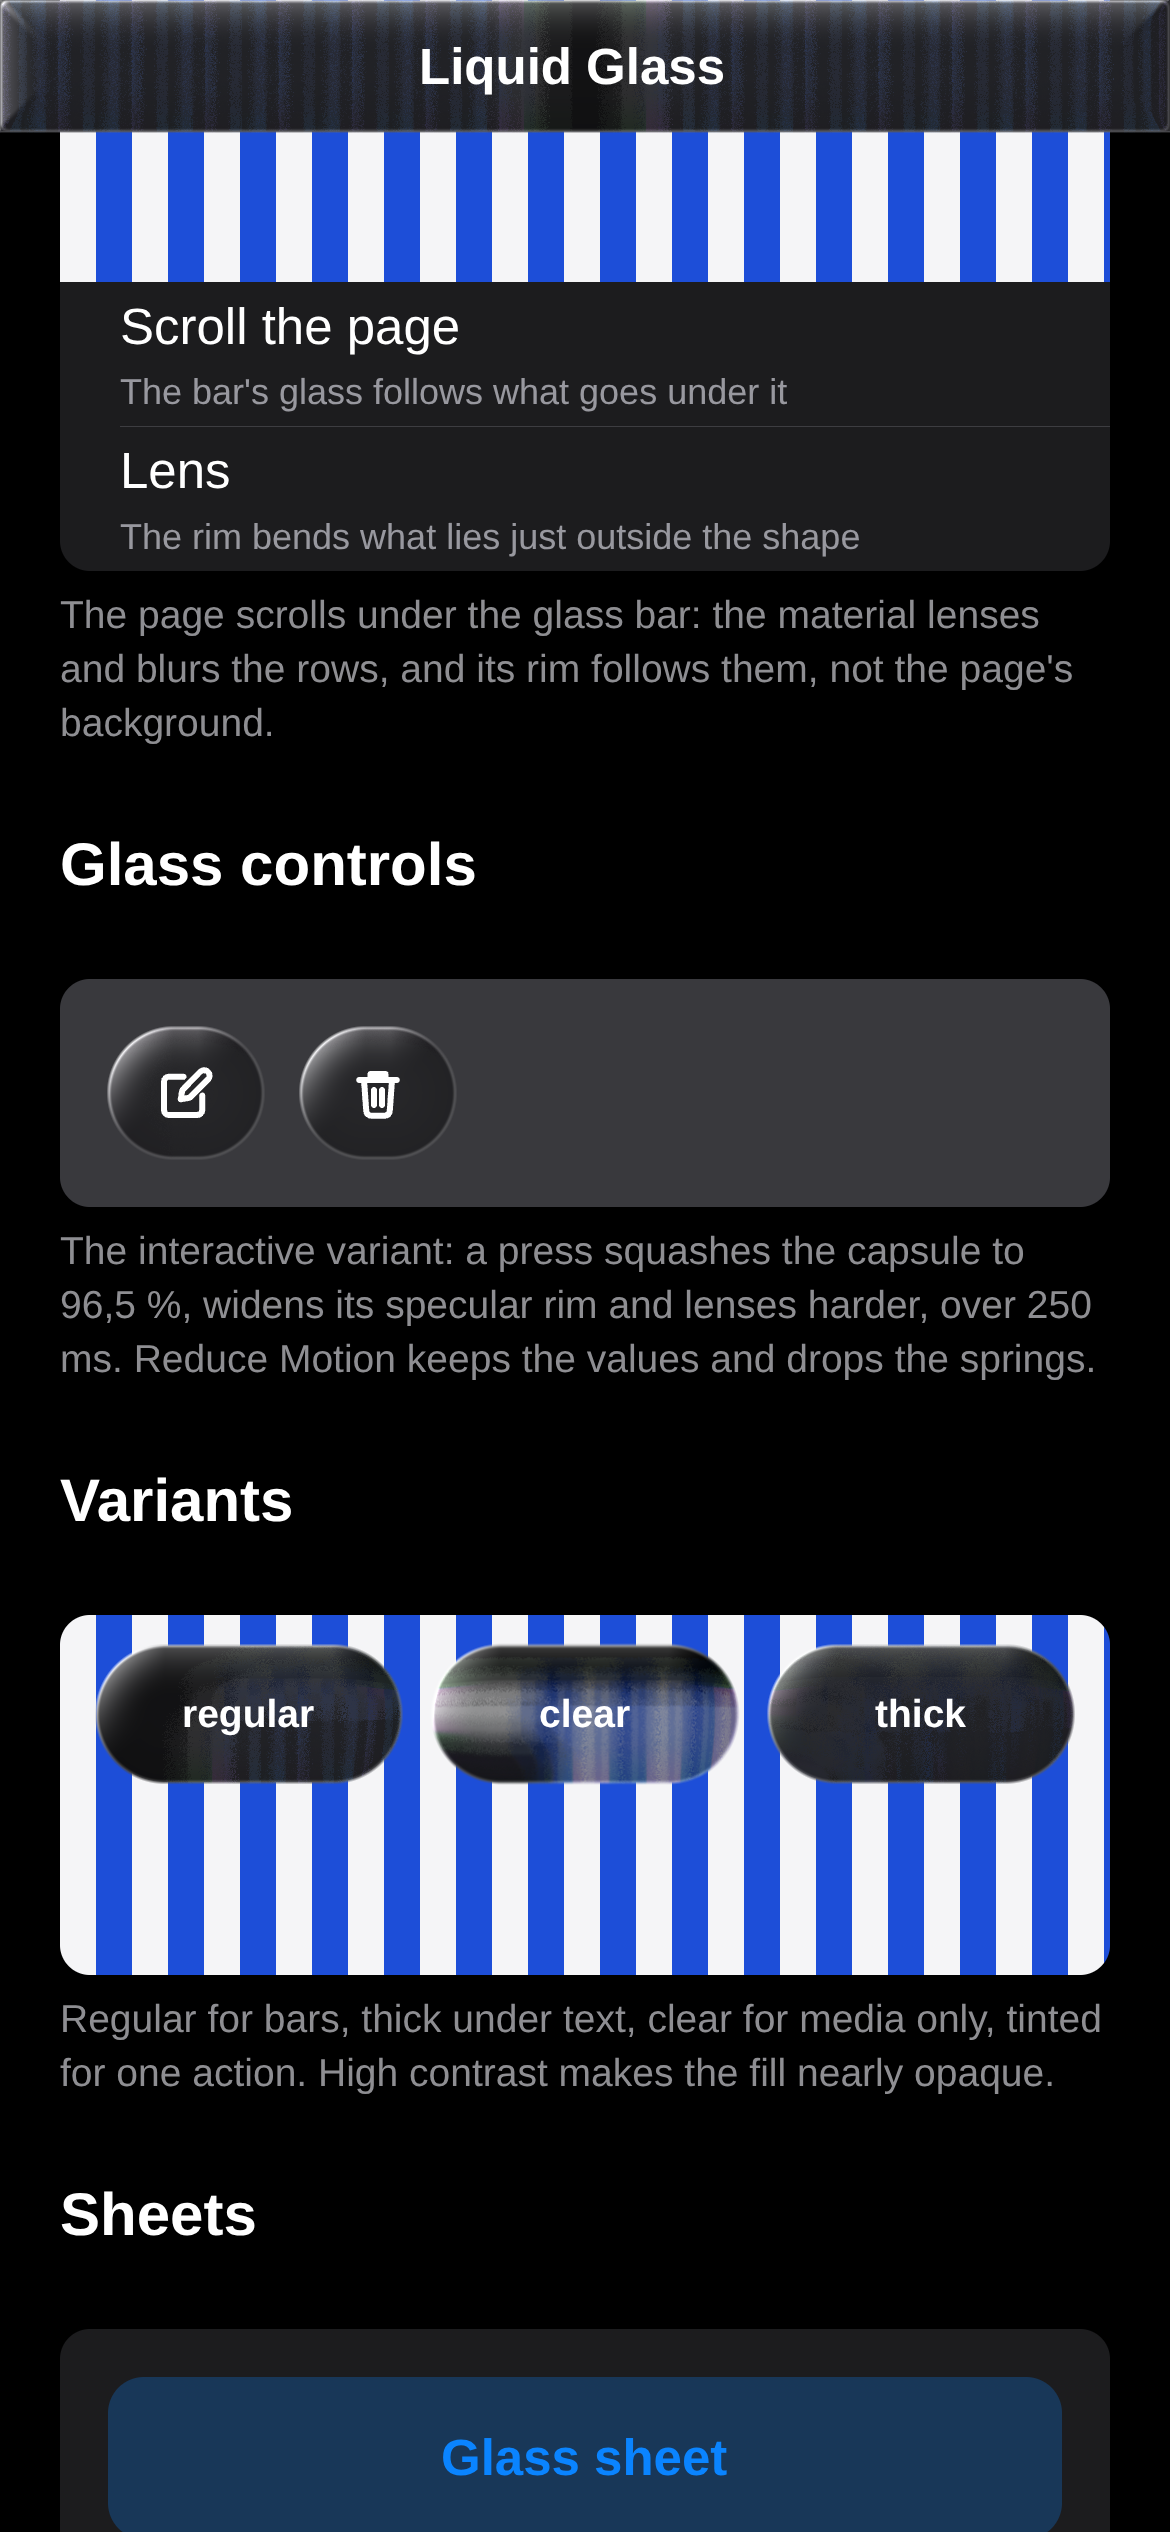 Liquid Glass
Scroll the page
The bar's glass follows what goes under it
Lens
The rim bends what lies just outside the shape
The page scrolls under the glass bar: the material lenses
and blurs the rows, and its rim follows them, not the page's
background.
Glass controls
The interactive variant: a press squashes the capsule to
96,5 %, widens its specular rim and lenses harder, over 250
ms. Reduce Motion keeps the values and drops the springs.
Variants
regular clear thick
Regular for bars, thick under text, clear for media only, tinted
for one action. High contrast makes the fill nearly opaque.
Sheets
Glass sheet